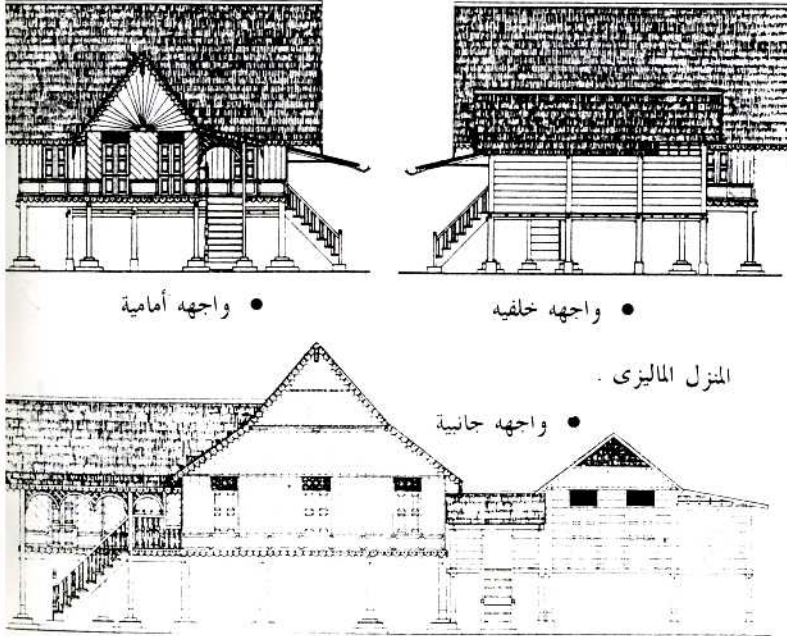 ● واجهه أمامية
● واجهه خلفيه
المنزل الماليزى .
● واجهه جانبية